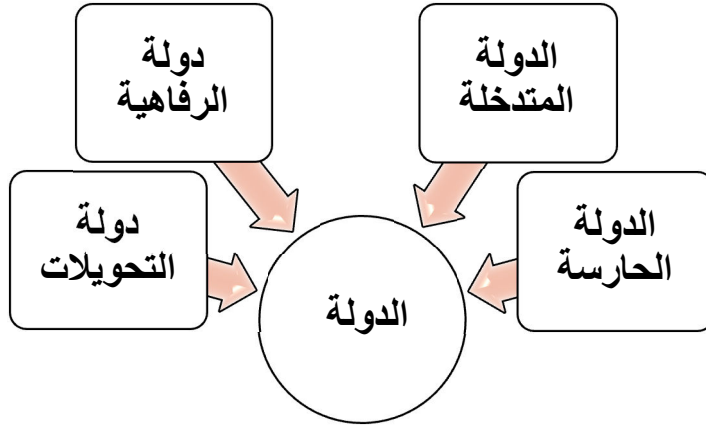 الدولة
المتدخلة
دولة
الرفاهية
الدولة
الحارسة
دولة
التحويلات
الدولة